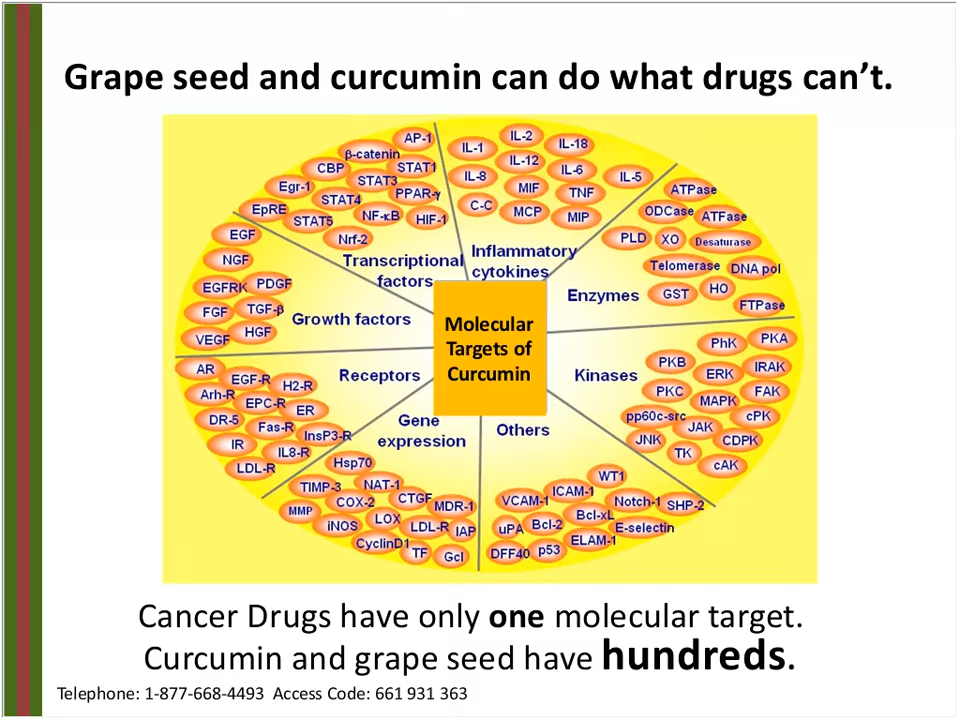 Grape seed and curcumin can do what drugs can't.
AP-1
β-catenin
CBP
STAT1
Egr-1
STAT3
STAT4
PPAR-γ
EpRE
STAT5
NF-κB
HIF-1
Nrf-2
Transcriptional
factors
IL-1
IL-2
IL-18
IL-12
IL-8
IL-6
IL-5
MIF
TNF
C-C
MCP
MIP
Inflammatory
cytokines
ATPase
ODCase
ATFase
PLD
XO
Desaturase
Telomerase
DNA pol
GST
HO
FTPase
Enzymes
EGF
NGF
EGFRK
PDGF
FGF
TGF-β
VEGF
HGF
Growth factors
Molecular
Targets of
Curcumin
PhK
PKA
PKB
ERK
IRAK
PKC
MAPK
FAK
pp60c-src
JAK
cPK
JNK
TK
CDPK
cAK
Kinases
AR
EGF-R
H2-R
Arh-R
EPC-R
ER
DR-5
Fas-R
InsP3-R
IR
IL8-R
LDL-R
Receptors
Gene
expression
Hsp70
TIMP-3
NAT-1
COX-2
CTGF
MDR-1
MMP
iNOS
LOX
LDL-R
IAP
CyclinD1
TF
Gcl
Others
WT1
VCAM-1
ICAM-1
Notch-1
SHP-2
uPA
Bcl-2
Bcl-xL
E-selectin
DFF40
p53
ELAM-1
Cancer Drugs have only one molecular target.
Curcumin and grape seed have hundreds.
Telephone: 1-877-668-4493 Access Code: 661 931 363